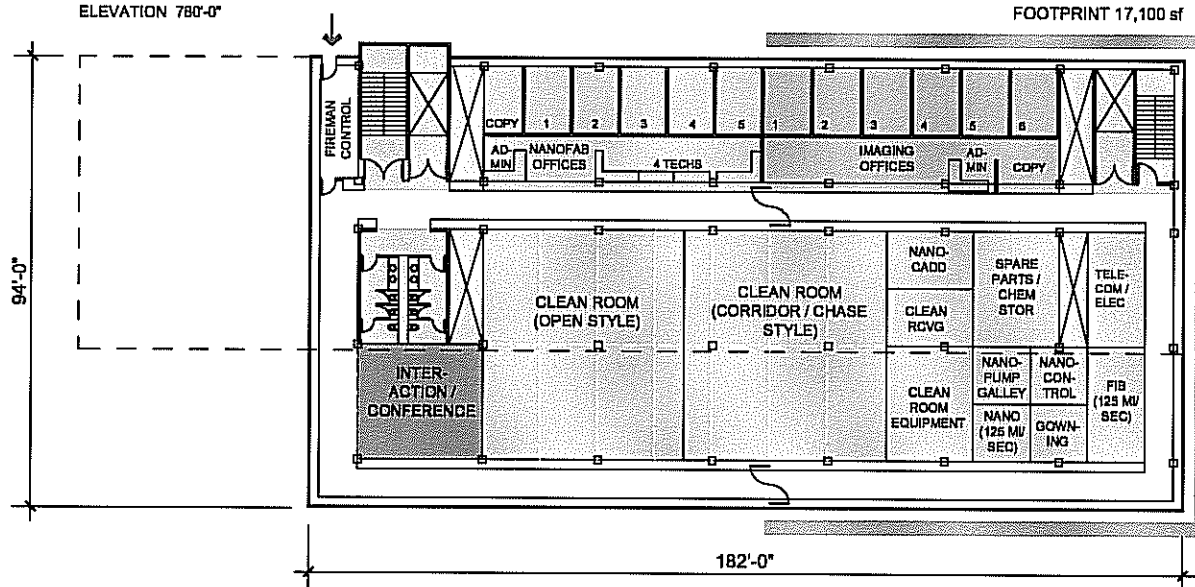 ELEVATION 780'-0"
FOOTPRINT 17,100 sf
94'-0"
FIREMAN
CONTROL
COPY
1
2
3
4
5
1
2
3
4
5
6
AD-
MIN
NANOFAB
OFFICES
4 TECHS
IMAGING
OFFICES
AD-
MIN
COPY
CLEAN ROOM
(OPEN STYLE)
CLEAN ROOM
(CORRIDOR / CHASE
STYLE)
NANO-
CADD
CLEAN
RCVG
SPARE
PARTS /
CHEM
STOR
TELE-
COM /
ELEC
INTER-
ACTION /
CONFERENCE
CLEAN
ROOM
EQUIPMENT
NANO-
PUMP
GALLEY
NANO-
CON-
TROL
NANO
(125 MI/
SEC)
GOWN-
ING
FIB
(125 MI/
SEC)
182'-0"